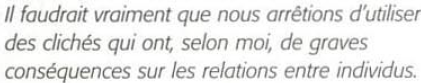 Il faudrait vraiment que nous arrêtions d'utiliser
des clichés qui ont, selon moi, de graves
conséquences sur les relations entre individus.